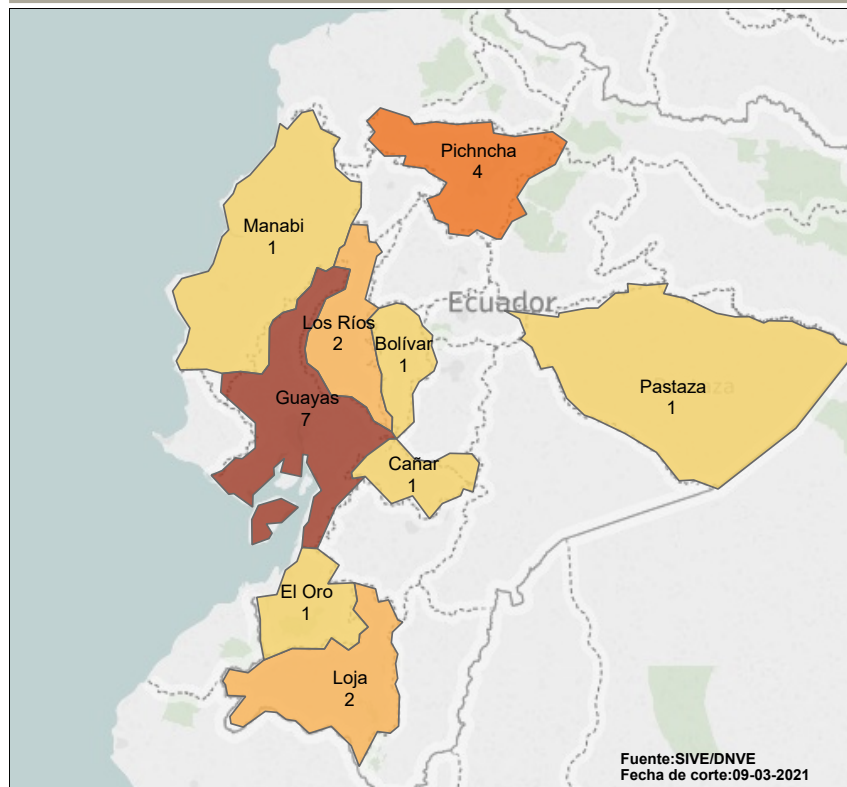 Pichncha
4
Manabi
1
Ecuador
Los Ríos
2
Bolívar
1
Pastaza
1
Guayas
7
Cañar
1
El Oro
1
Loja
2
Fuente:SIVE/DNVE
Fecha de corte:09-03-2021